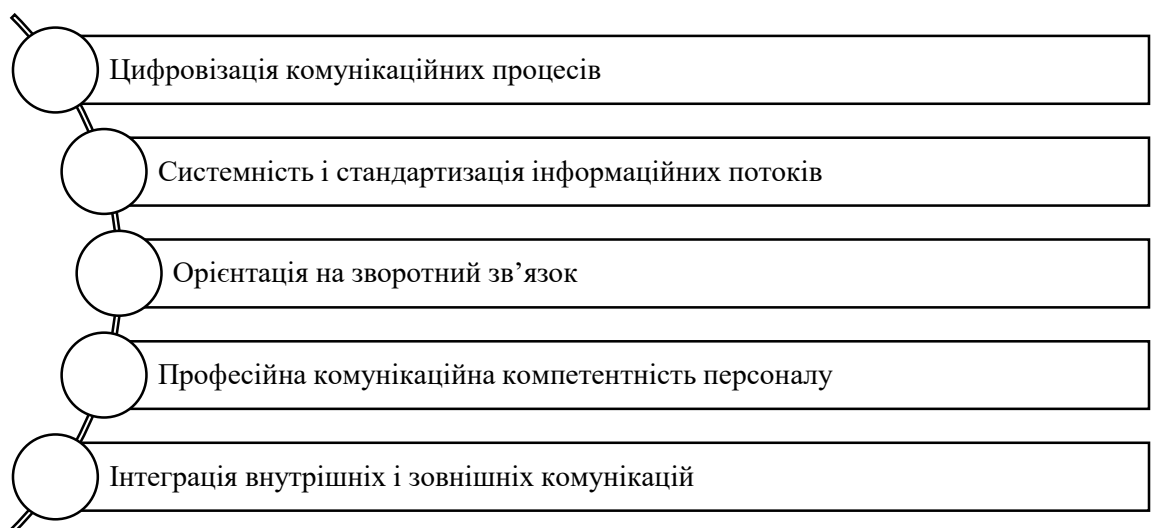 Цифровізація комунікаційних процесів
Системність і стандартизація інформаційних потоків
Орієнтація на зворотний зв’язок
Професійна комунікаційна компетентність персоналу
Інтеграція внутрішніх і зовнішніх комунікацій